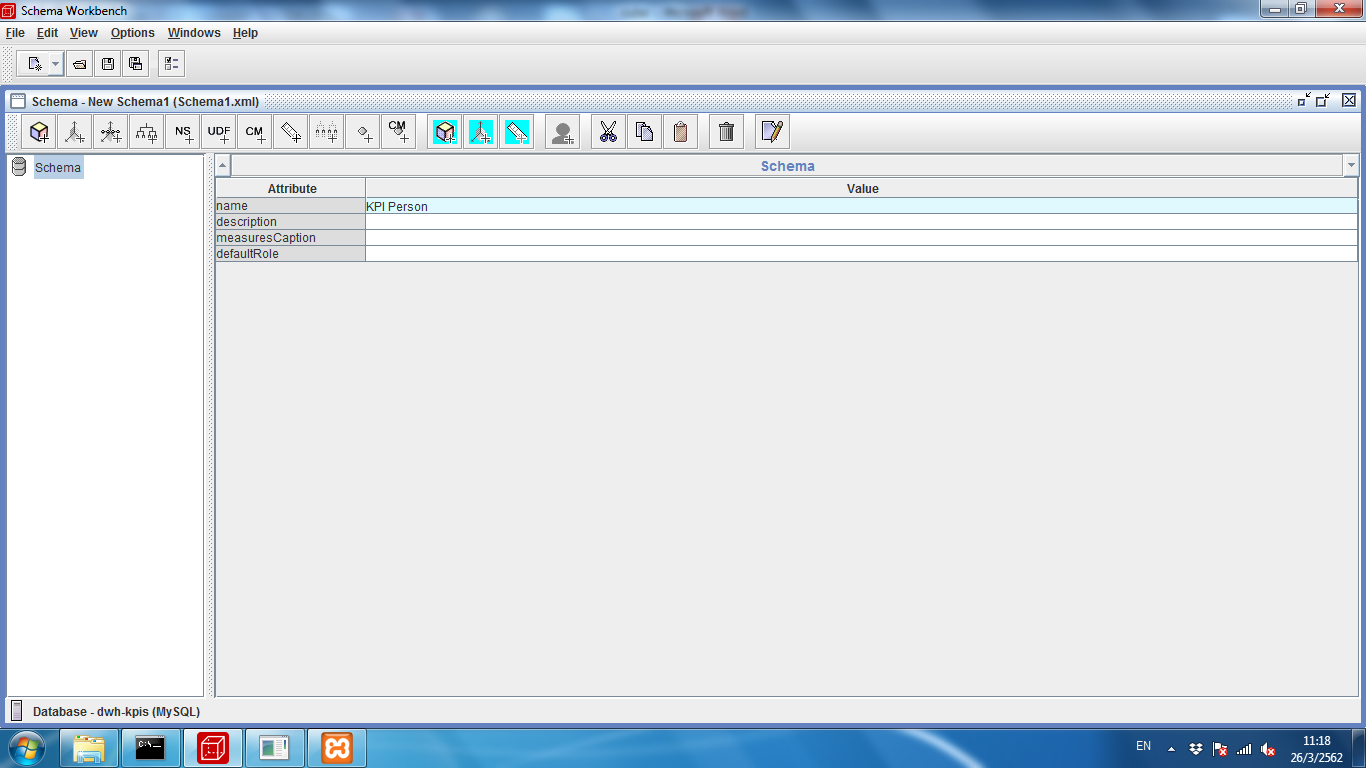 Schema Workbench
File Edit View Options Windows Help
Schema - New Schema1 (Schema1.xml)
NS UDF CM CM
Schema
Schema
Attribute Value
name KPI Person
description
measuresCaption
defaultRole
Database - dwh-kpis (MySQL)
C:\
EN
11:18
26/3/2562